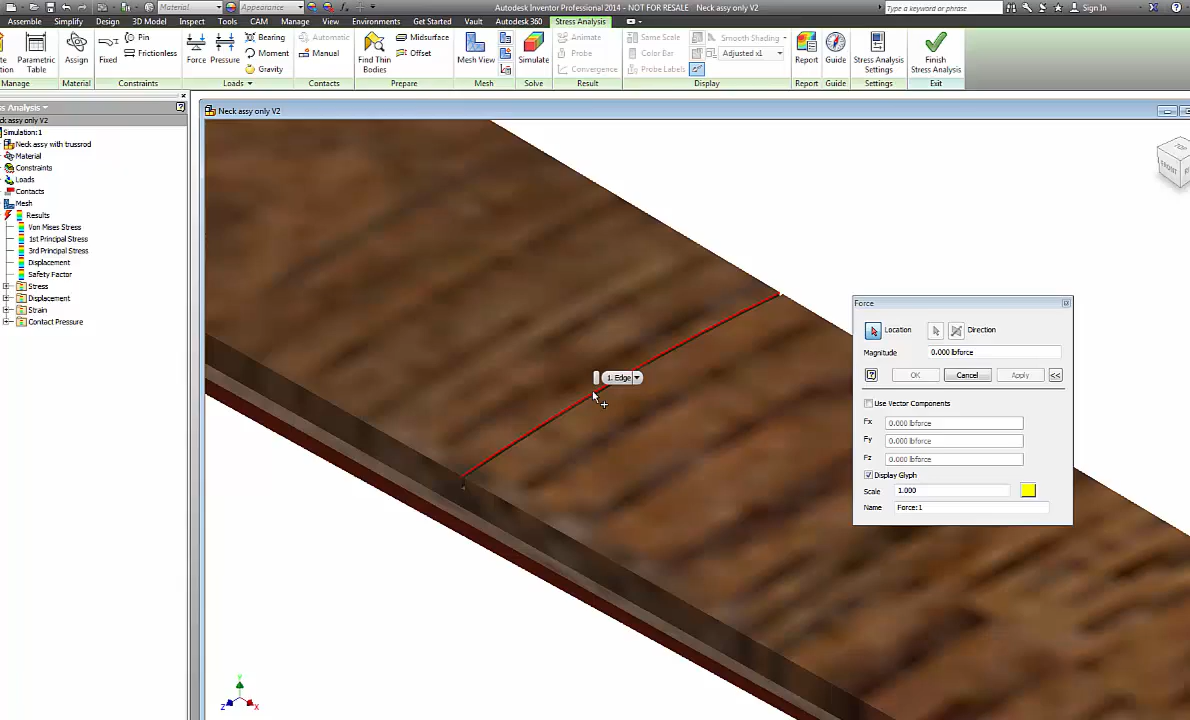 Material
Appearance
Autodesk Inventor Professional 2014 - NOT FOR RESALE
Neck assy only V2
Type a keyword or phrase
Sign In
Assemble
Simplify
Design
3D Model
Inspect
Tools
CAM
Manage
View
Environments
Get Started
Vault
Autodesk 360
Stress Analysis
Parametric Table
Assign
Fixed
Pin
Frictionless
Force
Pressure
Bearing
Moment
Gravity
Automatic
Manual
Find Thin Bodies
Midsurface
Offset
Mesh View
Simulate
Animate
Probe
Convergence
Same Scale
Color Bar
Probe Labels
Smooth Shading
Adjusted x1
Report
Guide
Stress Analysis Settings
Finish Stress Analysis
Manage
Material
Constraints
Loads
Contacts
Prepare
Mesh
Solve
Result
Display
Report
Guide
Settings
Exit
ss Analysis
eck assy only V2
Simulation:1
Neck assy with trussrod
Material
Constraints
Loads
Contacts
Mesh
Results
Von Mises Stress
1st Principal Stress
3rd Principal Stress
Displacement
Safety Factor
Stress
Displacement
Strain
Contact Pressure
Neck assy only V2
TOP
FRONT
1. Edge
Force
Location
Direction
Magnitude
0.000 lbforce
?
OK
Cancel
Apply
<<
Use Vector Components
Fx
0.000 lbforce
Fy
0.000 lbforce
Fz
0.000 lbforce
Display Glyph
Scale
1.000
Name
Force:1
Z
Y
X